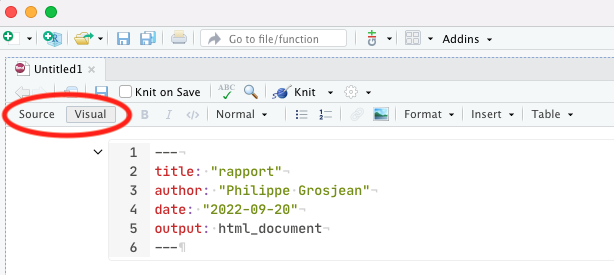 Go to file/function
Addins
Untitled1
Knit on Save
ABC
Knit
Source Visual B I </> Normal Format Insert Table
1 ---
2 title: "rapport"
3 author: "Philippe Grosjean"
4 date: "2022-09-20"
5 output: html_document
6 ---